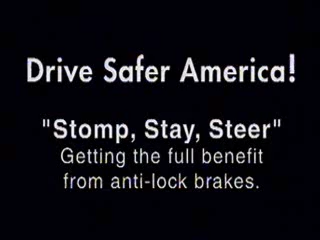 Drive Safer America!
"Stomp, Stay, Steer"
Getting the full benefit
from anti-lock brakes.